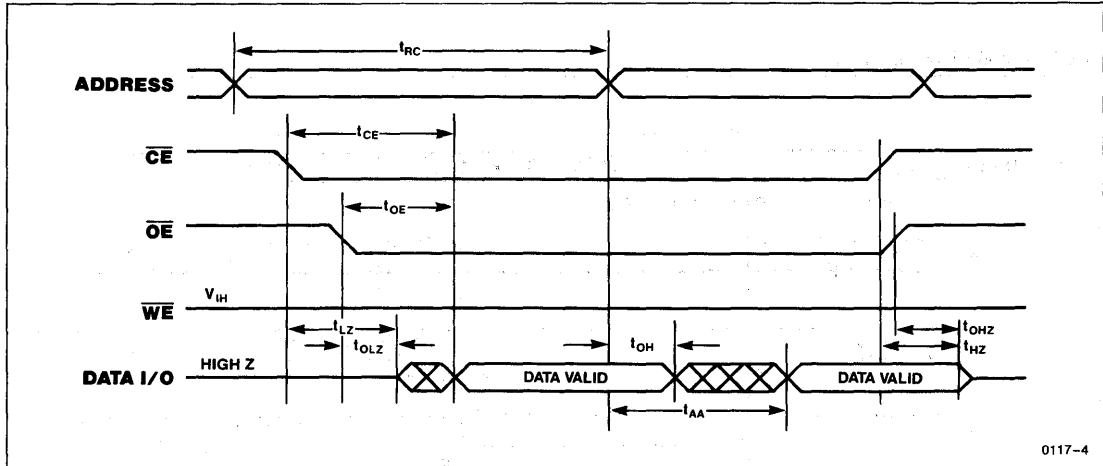 tRC
ADDRESS
tCE
CE
tOE
OE
VIH
WE
tLZ
tOHZ
tOLZ
tOH
tHZ
HIGH Z
DATA I/O
DATA VALID
DATA VALID
tAA
0117-4